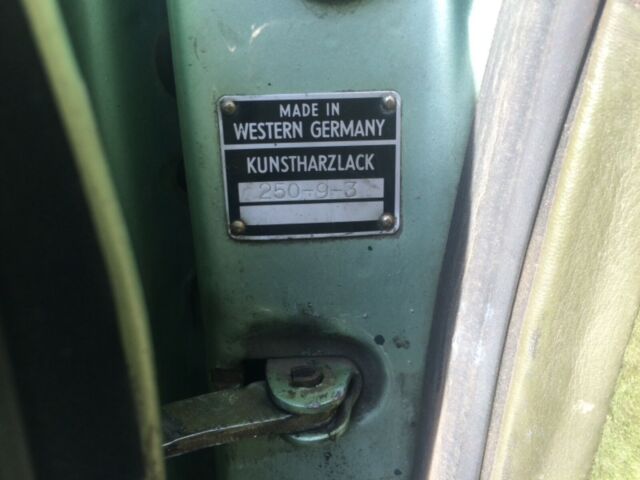 MADE IN
WESTERN GERMANY
KUNSTHARZLACK
250-9-3